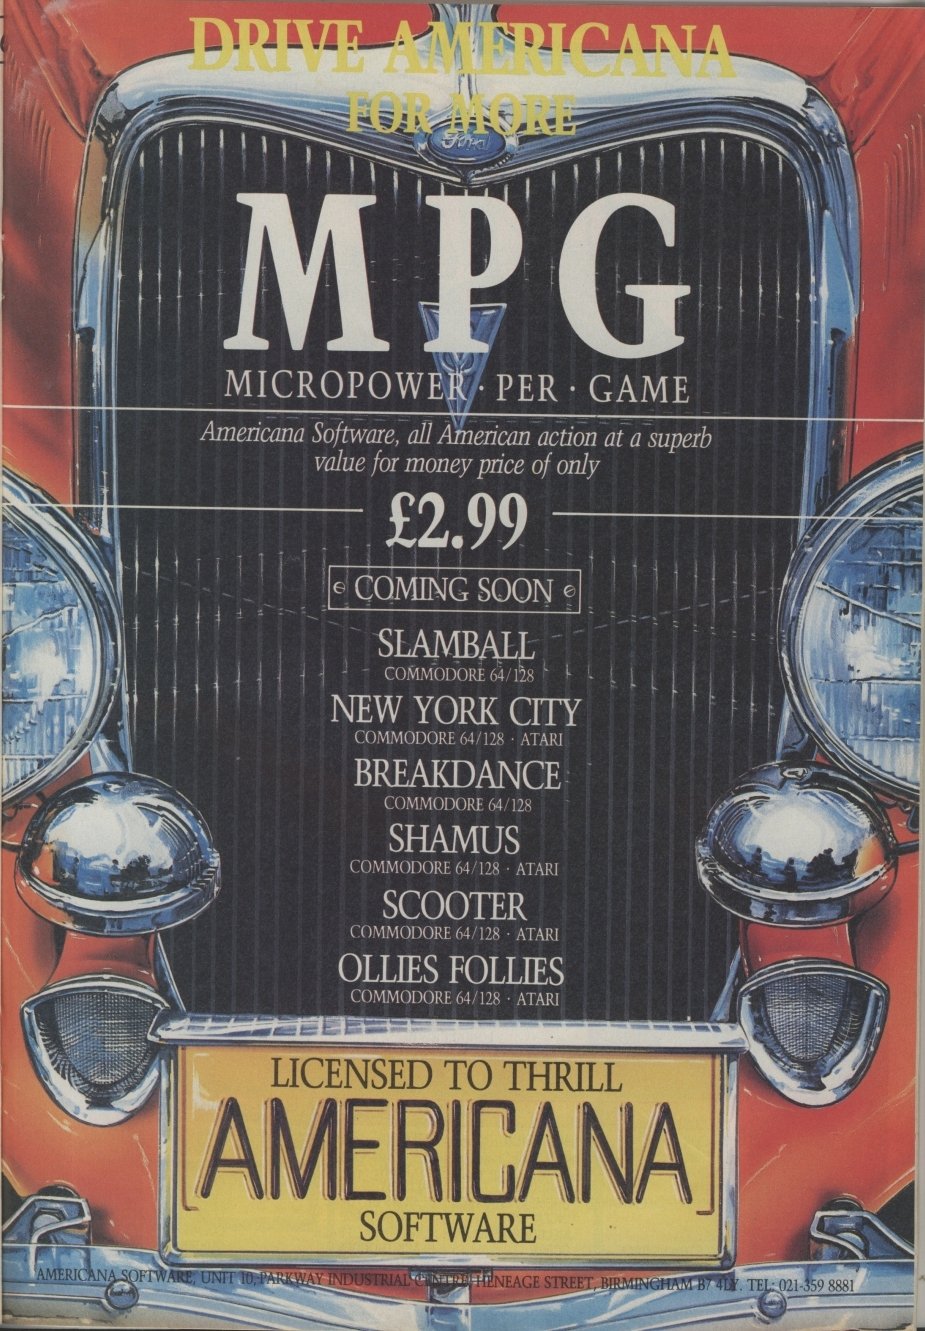 DRIVE AMERICANA
FOR MORE
Ford
M P G
MICROPOWER · PER · GAME
Americana Software, all American action at a superb
value for money price of only
£2.99
COMING SOON
SLAMBALL
COMMODORE 64/128
NEW YORK CITY
COMMODORE 64/128 · ATARI
BREAKDANCE
COMMODORE 64/128
SHAMUS
COMMODORE 64/128 · ATARI
SCOOTER
COMMODORE 64/128 · ATARI
OLLIES FOLLIES
COMMODORE 64/128 · ATARI
LICENSED TO THRILL
AMERICANA
SOFTWARE
AMERICANA SOFTWARE, UNIT 10, PARKWAY INDUSTRIAL CENTRE, HENEAGE STREET, BIRMINGHAM B7 4LY. TEL: 021-359 8881